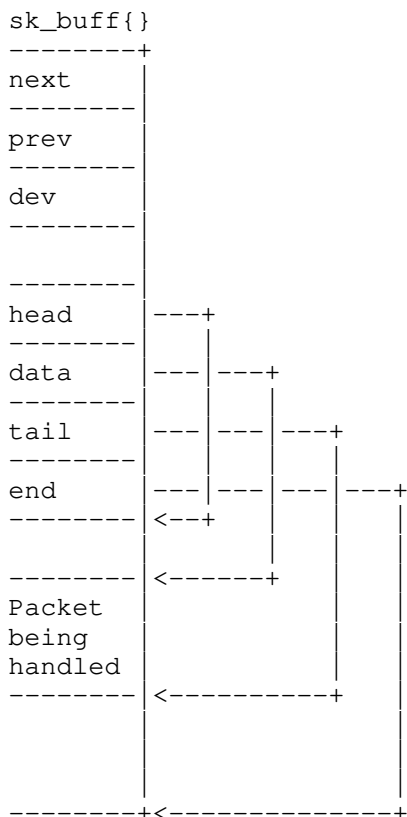 sk_buff{}
--------+
next |
--------|
prev |
--------|
dev |
--------|
|
--------|
head |---+
--------| |
data |---|---+
--------| | |
tail |---|---|---+
--------| | | |
end |---|---|---|---+
--------|<--+ | | |
| | | |
--------|<------+ | |
Packet | | |
being | | |
handled | | |
--------|<----------+ |
| |
| |
| |
--------+<--------------+